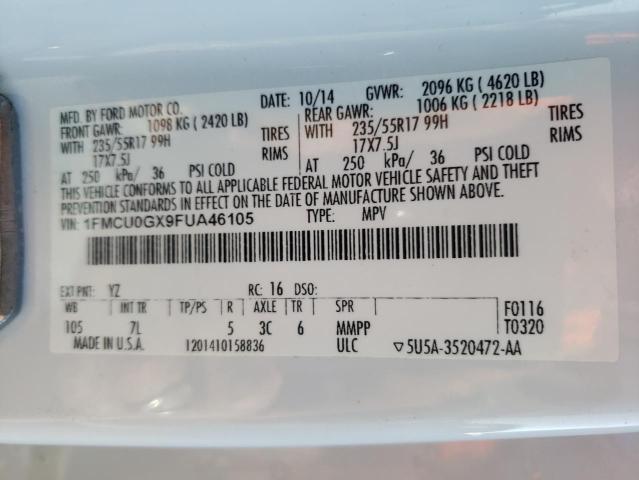 MFD. BY FORD MOTOR CO.
DATE: 10/14 GVWR: 2096 KG ( 4620 LB)
FRONT GAWR: 1098 KG ( 2420 LB)
REAR GAWR: 1006 KG ( 2218 LB)
WITH 235/55R17 99H TIRES
WITH 235/55R17 99H TIRES
17X7.5J RIMS
17X7.5J RIMS
AT 250 kPa/ 36 PSI COLD
AT 250 kPa/ 36 PSI COLD
THIS VEHICLE CONFORMS TO ALL APPLICABLE FEDERAL MOTOR VEHICLE SAFETY AND THEFT
PREVENTION STANDARDS IN EFFECT ON THE DATE OF MANUFACTURE SHOWN ABOVE.
VIN: 1FMCU0GX9FUA46105 TYPE: MPV
EXT PNT: YZ RC: 16 DSO:
WB INT TR TP/PS R AXLE TR SPR F0116
105 7L 5 3C 6 MMPP T0320
MADE IN U.S.A. 1201410158836 ULC ▽5U5A-3520472-AA